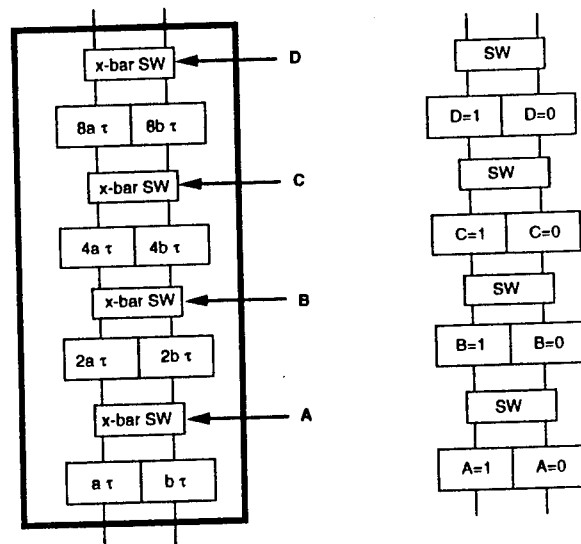 x-bar SW
D
8a τ 8b τ
x-bar SW
C
4a τ 4b τ
x-bar SW
B
2a τ 2b τ
x-bar SW
A
a τ b τ
SW
D=1 D=0
SW
C=1 C=0
SW
B=1 B=0
SW
A=1 A=0